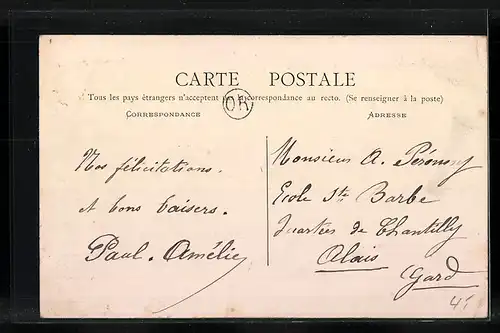 CARTE POSTALE
Tous les pays étrangers n'acceptent pas la correspondance au recto. (Se renseigner à la poste)
OR
CORRESPONDANCE
ADRESSE
Nos félicitations.
et bons baisers.
Paul. Amélie
Monsieur A.
Ecole Ste Barbe
Quartier de Chantilly
Alais
Gard